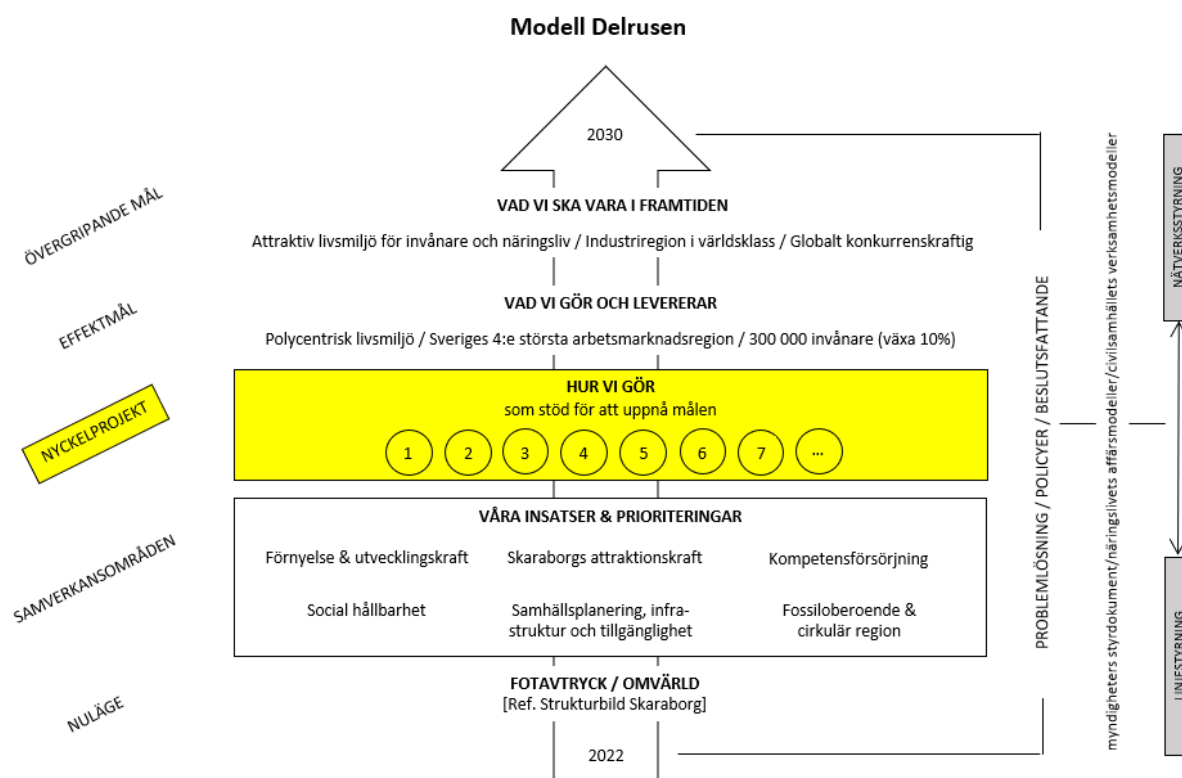 Modell Delrusen
2030
ÖVERGRIPANDE MÅL
VAD VI SKA VARA I FRAMTIDEN
Attraktiv livsmiljö för invånare och näringsliv / Industriregion i världsklass / Globalt konkurrenskraftig
EFFEKTMÅL
VAD VI GÖR OCH LEVERERAR
Polycentrisk livsmiljö / Sveriges 4:e största arbetsmarknadsregion / 300 000 invånare (växa 10%)
NYCKELPROJEKT
HUR VI GÖR
som stöd för att uppnå målen
1 2 3 4 5 6 7 ...
SAMVERKANSOMRÅDEN
VÅRA INSATSER & PRIORITERINGAR
Förnyelse & utvecklingskraft
Skaraborgs attraktionskraft
Kompetensförsörjning
Social hållbarhet
Samhällsplanering, infra-
struktur och tillgänglighet
Fossiloberoende &
cirkulär region
NULÄGE
FOTAVTRYCK / OMVÄRLD
[Ref. Strukturbild Skaraborg]
2022
PROBLEMLÖSNING / POLICYER / BESLUTSFATTANDE
myndigheters styrdokument/näringslivets affärsmodeller/civilsamhällets verksamhetsmodeller
NÄTVERKSSTYRNING
LINJESTYRNING